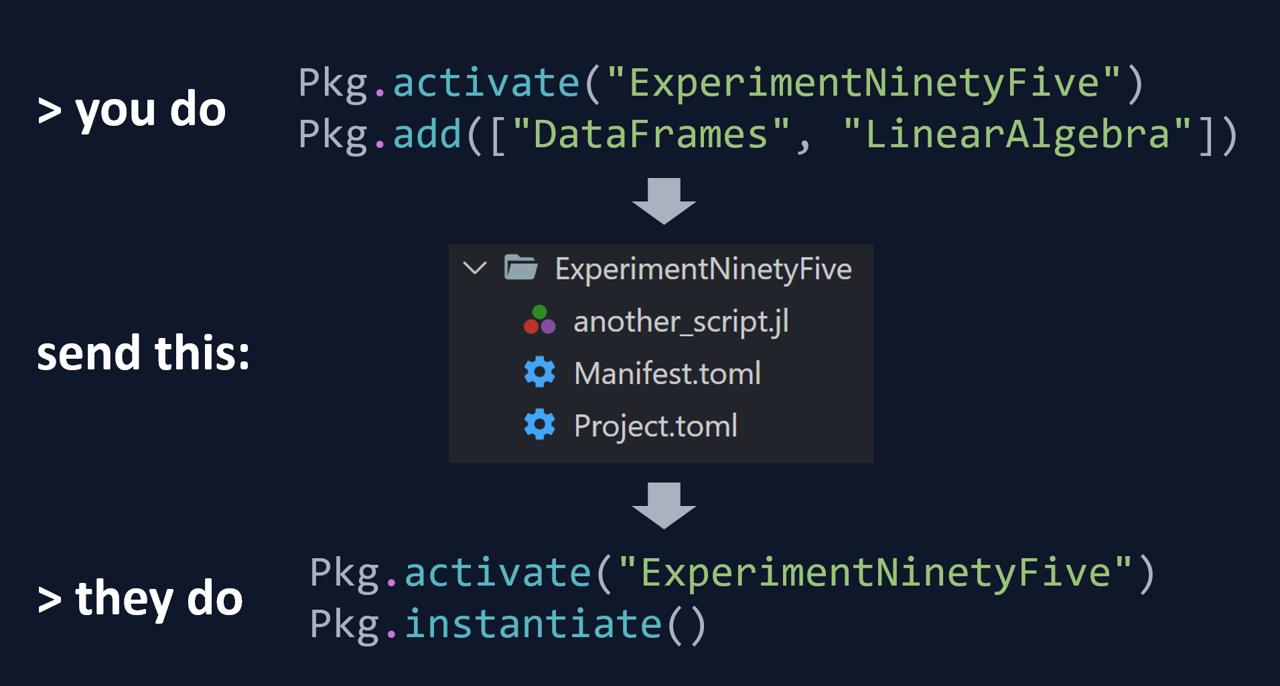 > you do
Pkg.activate("ExperimentNinetyFive")
Pkg.add(["DataFrames", "LinearAlgebra"])
send this:
ExperimentNinetyFive
another_script.jl
Manifest.toml
Project.toml
> they do
Pkg.activate("ExperimentNinetyFive")
Pkg.instantiate()